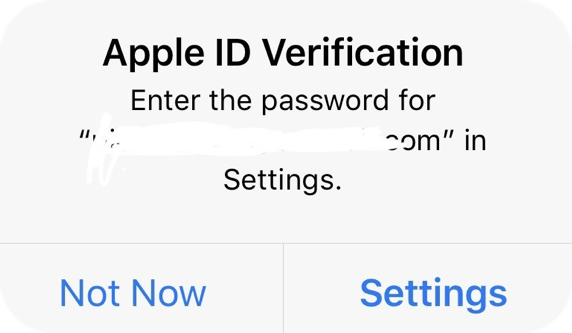 Apple ID Verification
Enter the password for
com” in
Settings.
Not Now
Settings